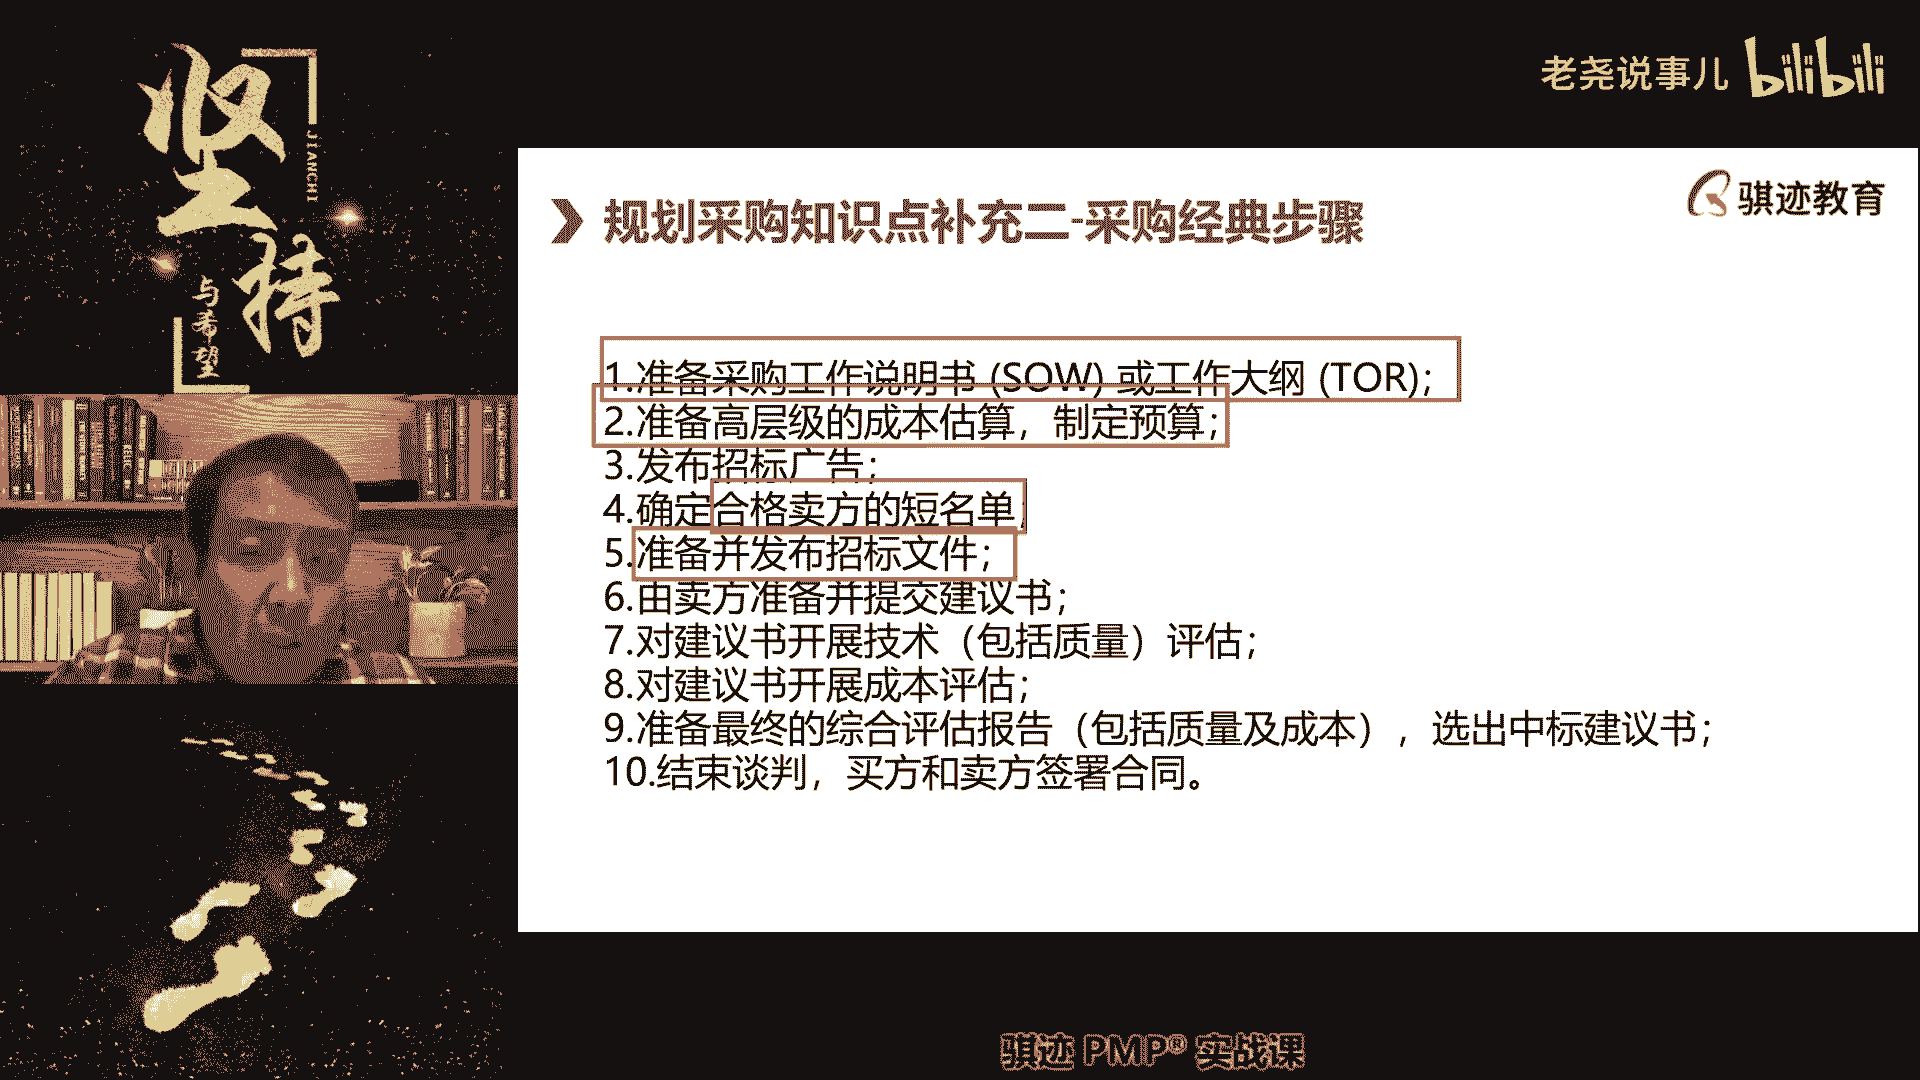 坚持
JIANCHI
与希望
老尧说事儿 bilibili
骐迹教育
规划采购知识点补充二-采购经典步骤
1.准备采购工作说明书 (SOW) 或工作大纲 (TOR)；
2.准备高层级的成本估算，制定预算；
3.发布招标广告；
4.确定合格卖方的短名单；
5.准备并发布招标文件；
6.由卖方准备并提交建议书；
7.对建议书开展技术（包括质量）评估；
8.对建议书开展成本评估；
9.准备最终的综合评估报告（包括质量及成本），选出中标建议书；
10.结束谈判，买方和卖方签署合同。
骐迹 PMP® 实战课